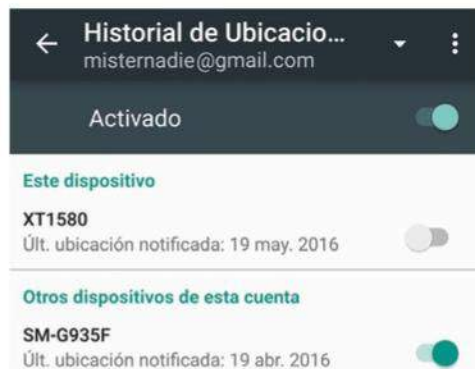 Historial de Ubicacio...
misternadie@gmail.com
Activado
Este dispositivo
XT1580
Últ. ubicación notificada: 19 may. 2016
Otros dispositivos de esta cuenta
SM-G935F
Últ. ubicación notificada: 19 abr. 2016